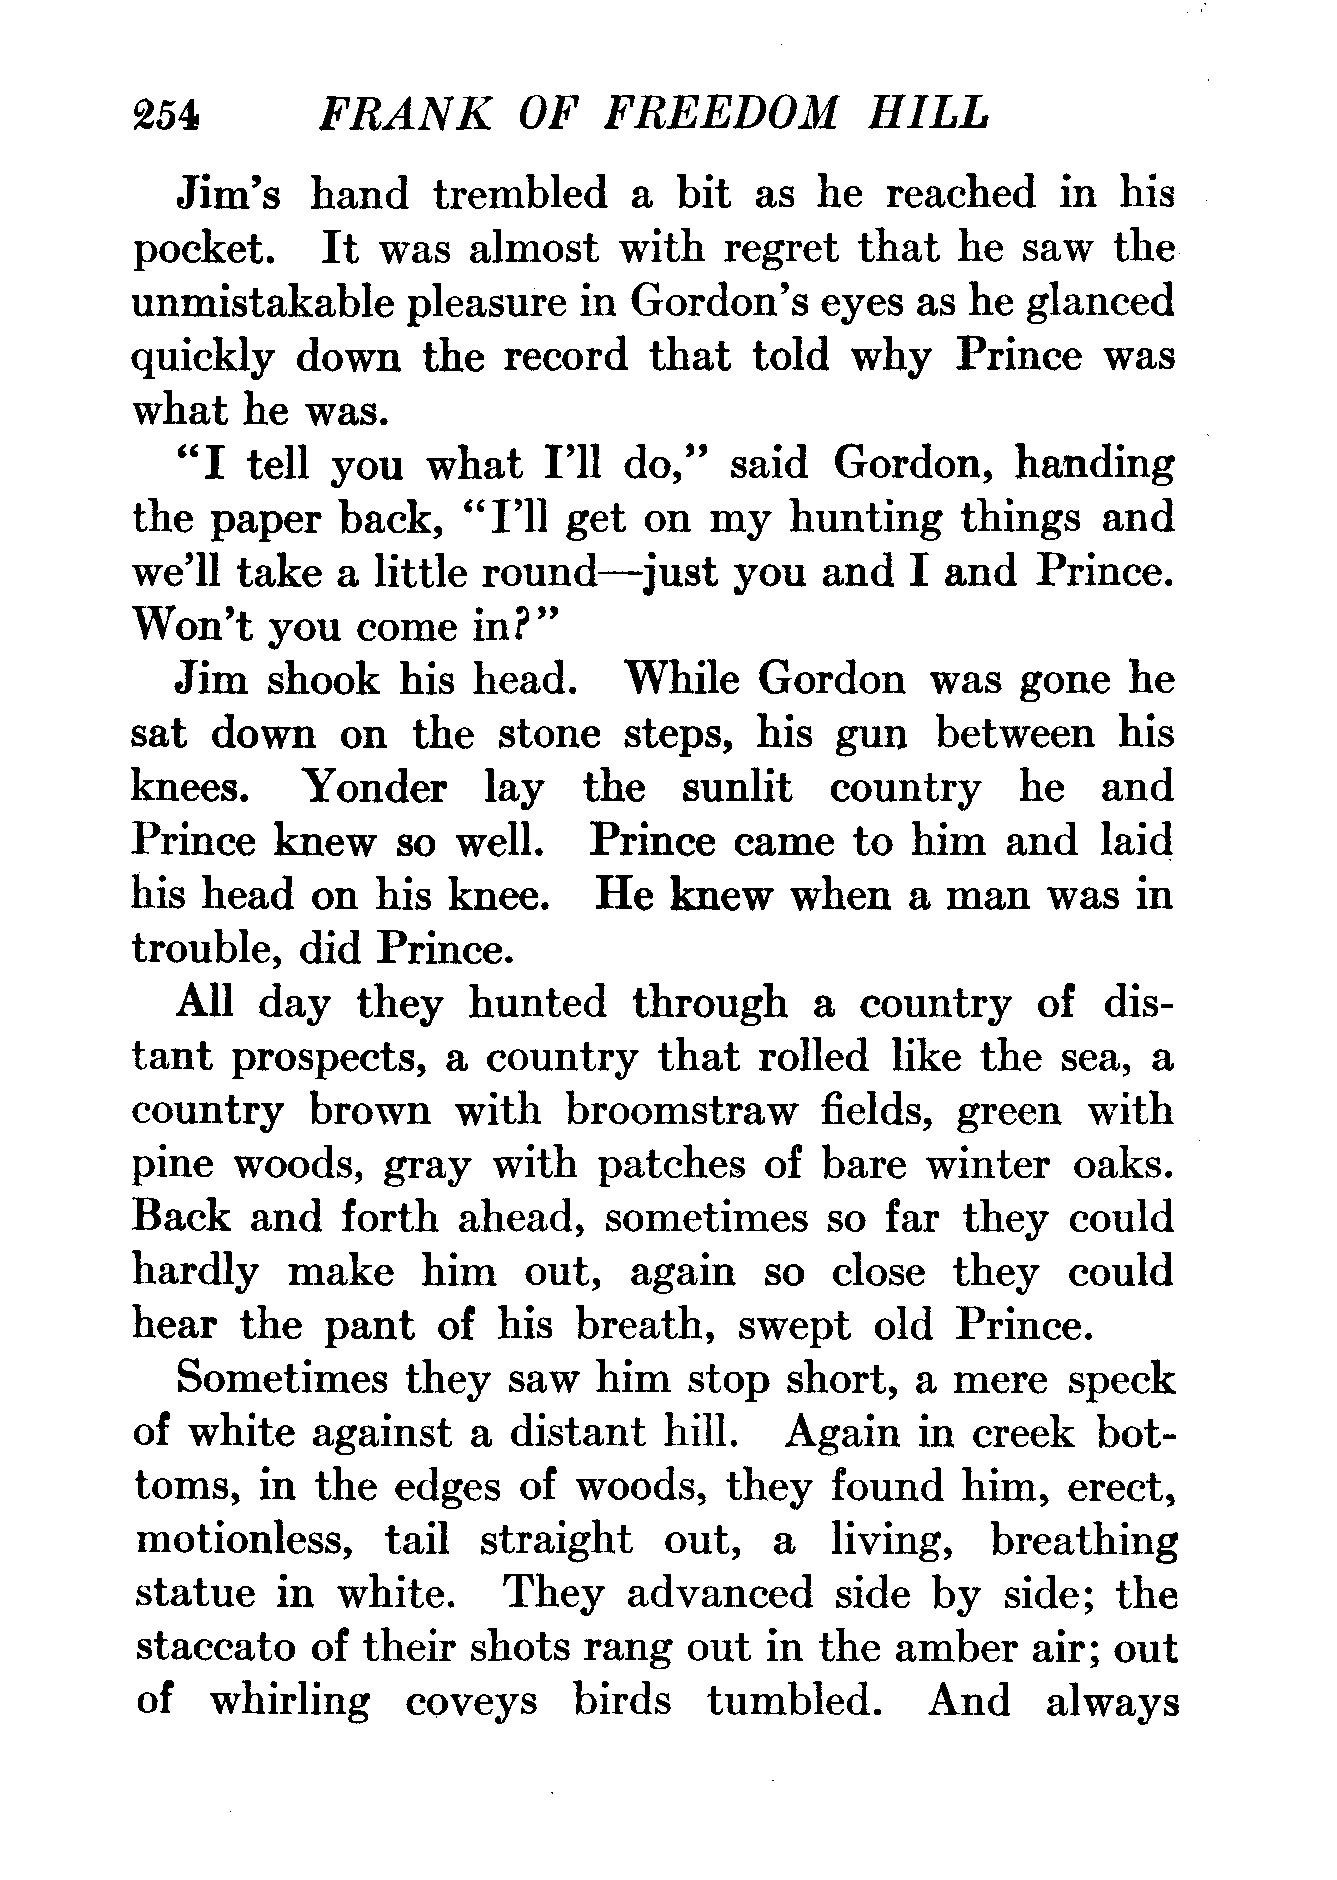 254 FRANK OF FREEDOM HILL
Jim's hand trembled a bit as he reached in his
pocket. It was almost with regret that he saw the
unmistakable pleasure in Gordon's eyes as he glanced
quickly down the record that told why Prince was
what he was.
“I tell you what I'll do,” said Gordon, handing
the paper back, “I'll get on my hunting things and
we'll take a little round—just you and I and Prince.
Won't you come in?”
Jim shook his head. While Gordon was gone he
sat down on the stone steps, his gun between his
knees. Yonder lay the sunlit country he and
Prince knew so well. Prince came to him and laid
his head on his knee. He knew when a man was in
trouble, did Prince.
All day they hunted through a country of dis-
tant prospects, a country that rolled like the sea, a
country brown with broomstraw fields, green with
pine woods, gray with patches of bare winter oaks.
Back and forth ahead, sometimes so far they could
hardly make him out, again so close they could
hear the pant of his breath, swept old Prince.
Sometimes they saw him stop short, a mere speck
of white against a distant hill. Again in creek bot-
toms, in the edges of woods, they found him, erect,
motionless, tail straight out, a living, breathing
statue in white. They advanced side by side; the
staccato of their shots rang out in the amber air; out
of whirling coveys birds tumbled. And always